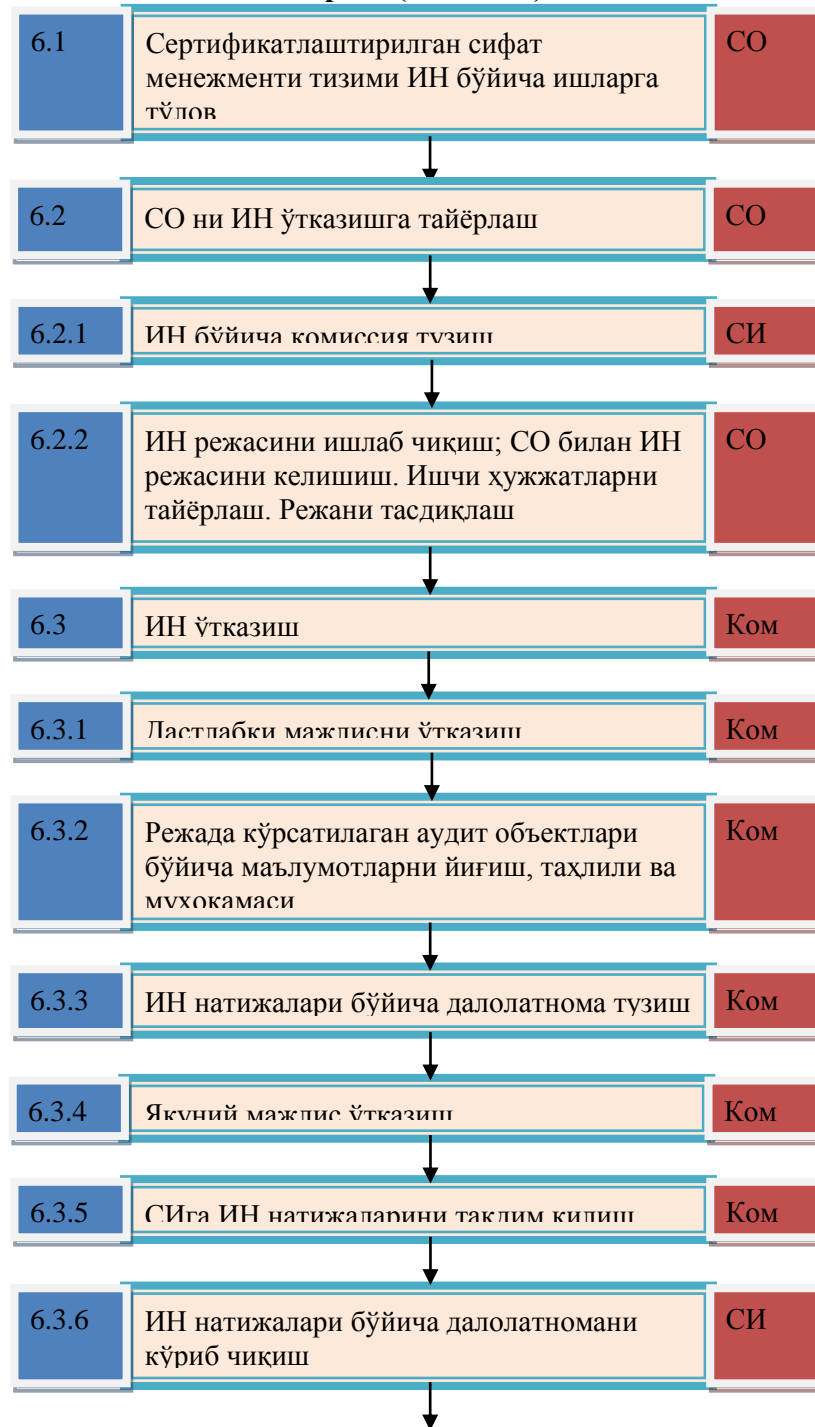 6.1 Сертификатлаштирилган сифат СО
менежменти тизими ИН бўйича ишларга
тўлов
6.2 СО ни ИН ўтказишга тайёрлаш СО
6.2.1 ИН бўйича комиссия тузиш СИ
6.2.2 ИН режасини ишлаб чиқиш; СО билан ИН СО
режасини келишиш. Ишчи ҳужжатларни
тайёрлаш. Режани тасдиқлаш
6.3 ИН ўтказиш Ком
6.3.1 Дастлабки мажлисни ўтказиш Ком
6.3.2 Режада кўрсатилаган аудит объектлари Ком
бўйича маълумотларни йиғиш, таҳлили ва
муҳокамаси
6.3.3 ИН натижалари бўйича далолатнома тузиш Ком
6.3.4 Якуний мажлис ўтказиш Ком
6.3.5 СИга ИН натижаларини тақдим қилиш Ком
6.3.6 ИН натижалари бўйича далолатномани СИ
кўриб чиқиш